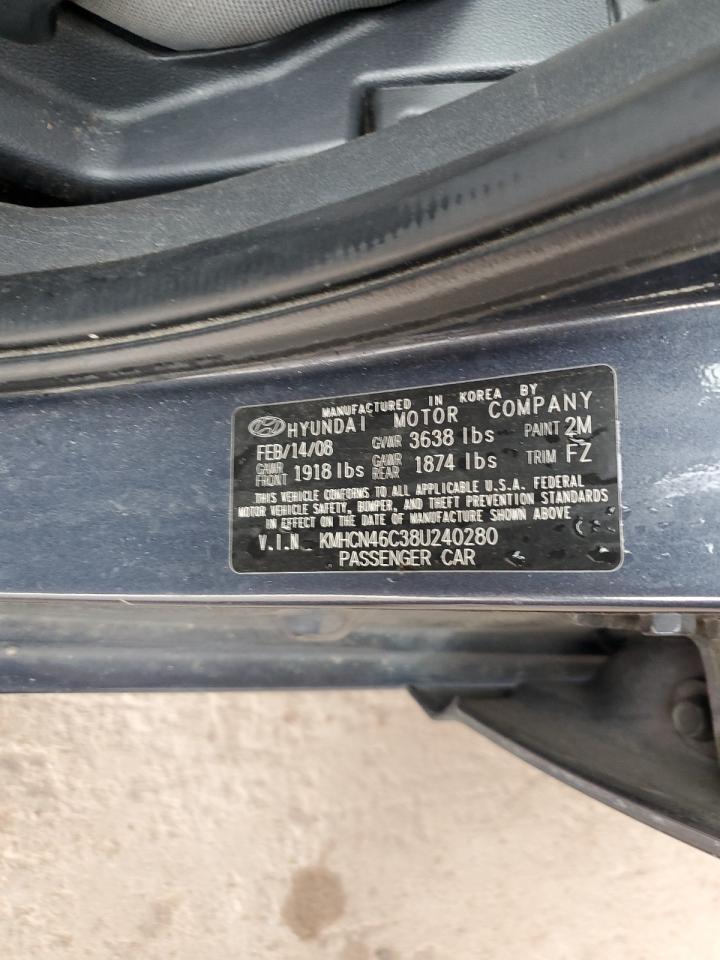 MANUFACTURED IN KOREA BY
HYUNDAI MOTOR COMPANY
FEB/14/08 GVWR 3638 lbs PAINT 2M
GAWR FRONT 1918 lbs GAWR REAR 1874 lbs TRIM FZ
THIS VEHICLE CONFORMS TO ALL APPLICABLE U.S.A. FEDERAL
MOTOR VEHICLE SAFETY, BUMPER, AND THEFT PREVENTION STANDARDS
IN EFFECT ON THE DATE OF MANUFACTURE SHOWN ABOVE
V.I.N KMHCN46C38U240280
PASSENGER CAR